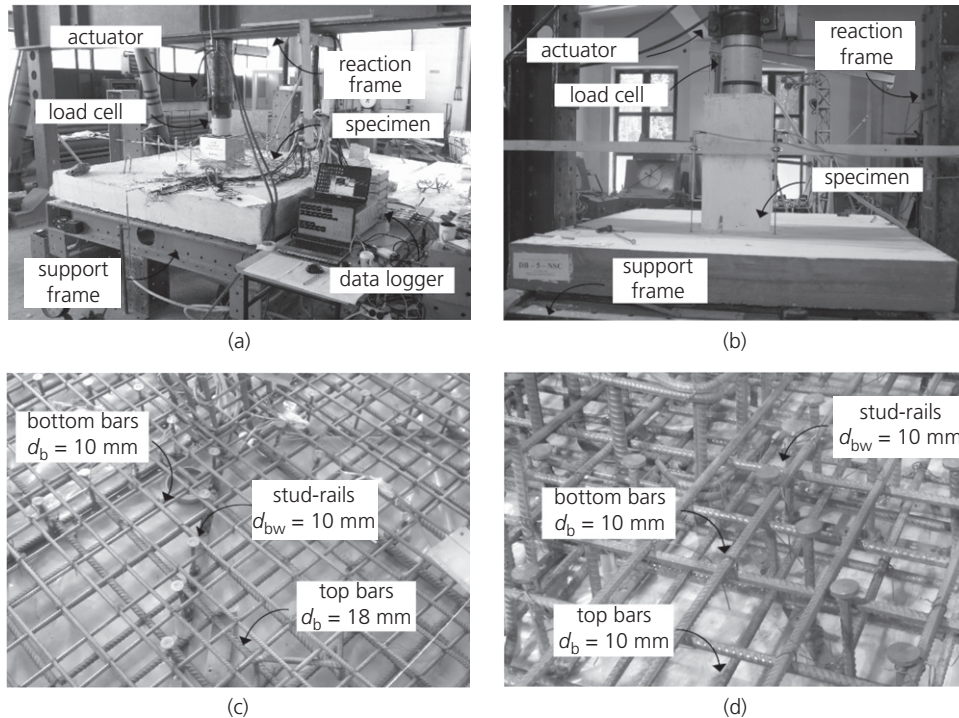 actuator
reaction
frame
load cell
specimen
support
frame
data logger
(a)
actuator
reaction
frame
load cell
specimen
DB - 5 - NSC
support
frame
(b)
bottom bars
d_b = 10 mm
stud-rails
d_bw = 10 mm
top bars
d_b = 18 mm
(c)
stud-rails
d_bw = 10 mm
bottom bars
d_b = 10 mm
top bars
d_b = 10 mm
(d)